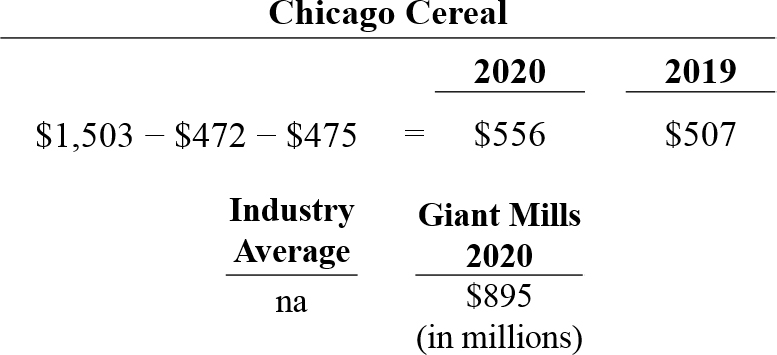 Chicago Cereal
2020 2019
$1,503 − $472 − $475 = $556 $507
Industry Average
Giant Mills 2020
na
$895
(in millions)